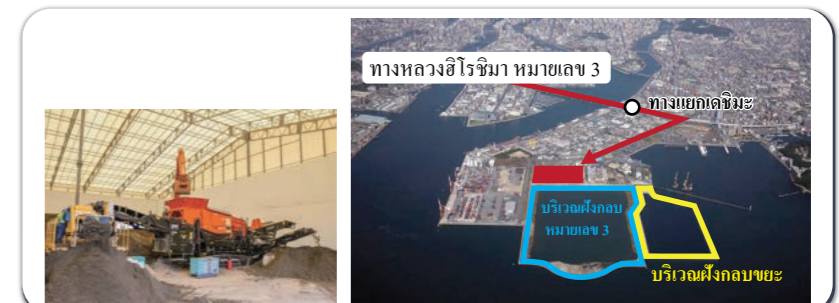 ทางหลวงฮิโรชิมา หมายเลข 3
ทางแยกเดชิมะ
บริเวณฝังกลบ
หมายเลข 3
บริเวณฝังกลบขยะ